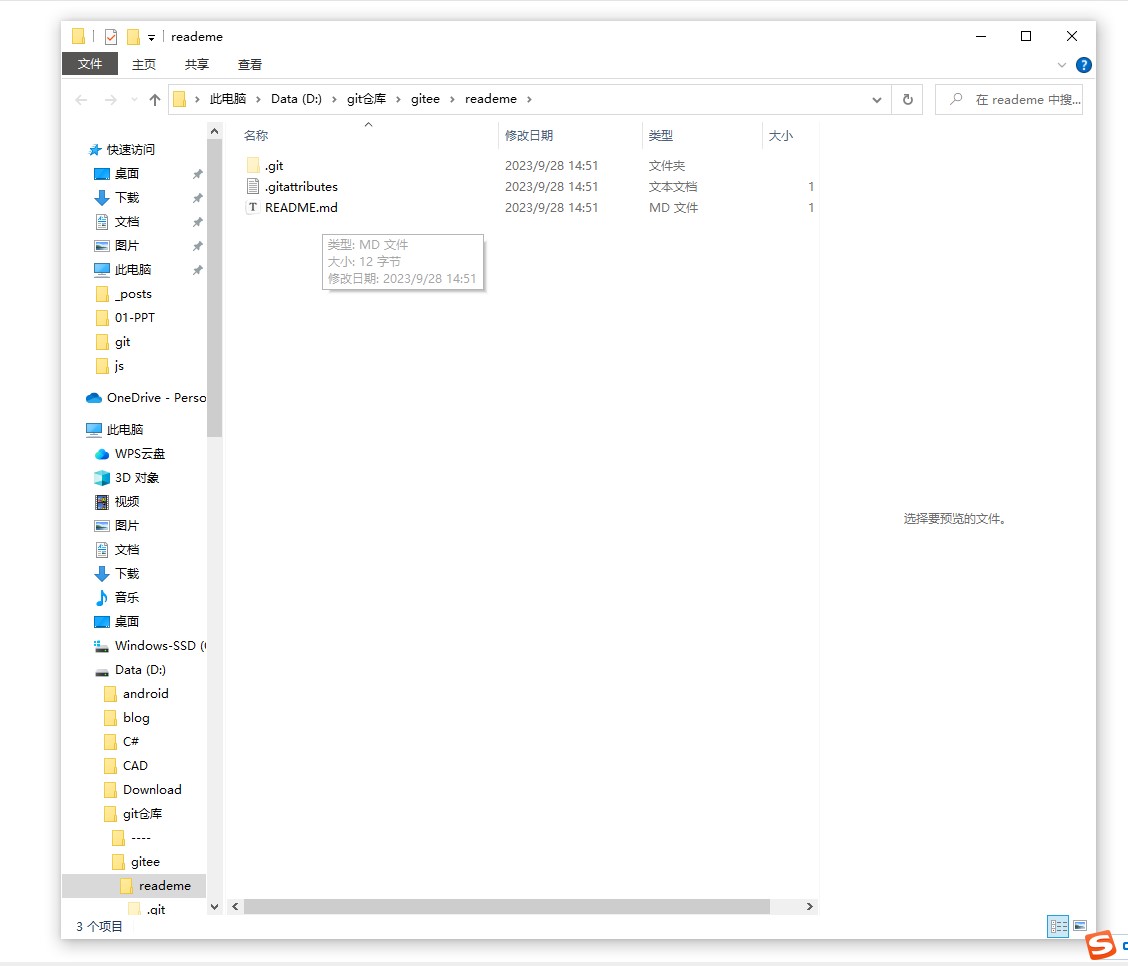 reademe
文件 主页 共享 查看
此电脑 Data (D:) git仓库 gitee reademe 在 reademe 中搜...
名称 修改日期 类型 大小
.git 2023/9/28 14:51 文件夹
.gitattributes 2023/9/28 14:51 文本文档 1
README.md 2023/9/28 14:51 MD 文件 1
类型: MD 文件
大小: 12 字节
修改日期: 2023/9/28 14:51
选择要预览的文件。
快速访问
桌面
下载
文档
图片
此电脑
_posts
01-PPT
git
js
OneDrive - Perso
此电脑
WPS云盘
3D 对象
视频
图片
文档
下载
音乐
桌面
Windows-SSD (
Data (D:)
android
blog
C#
CAD
Download
git仓库
----
gitee
reademe
.git
3 个项目